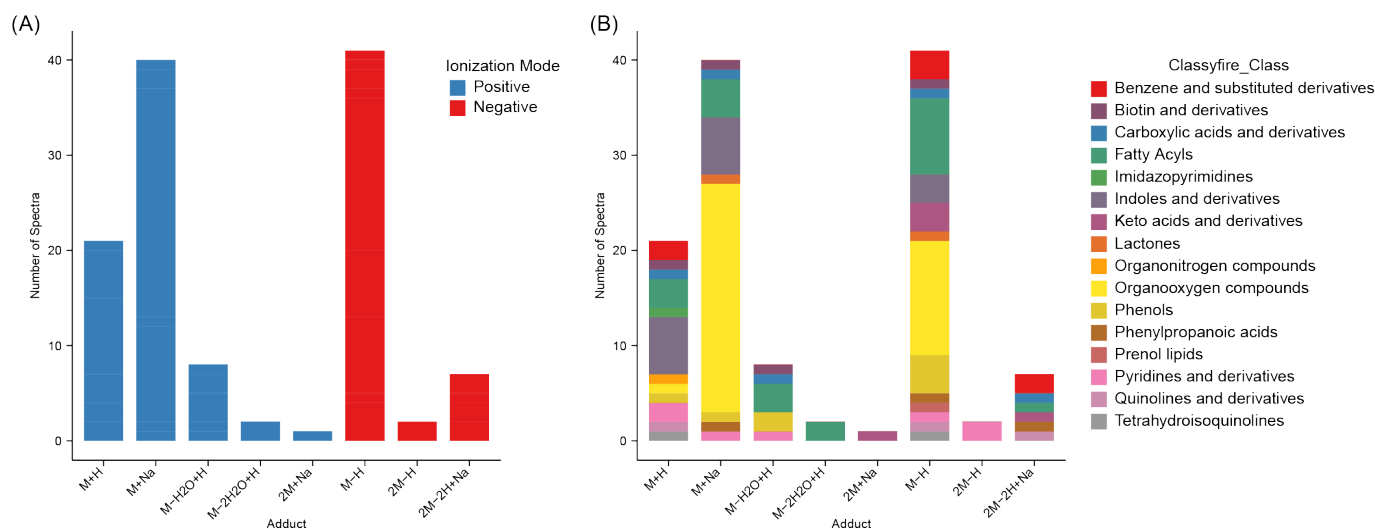 (A)
Number of Spectra
40
30
20
10
0
M+H
M+Na
M−H2O+H
M−2H2O+H
2M+Na
M−H
2M−H
2M−2H+Na
Adduct
Ionization Mode
Positive
Negative
(B)
Number of Spectra
40
30
20
10
0
M+H
M+Na
M−H2O+H
M−2H2O+H
2M+Na
M−H
2M−H
2M−2H+Na
Adduct
Classyfire_Class
Benzene and substituted derivatives
Biotin and derivatives
Carboxylic acids and derivatives
Fatty Acyls
Imidazopyrimidines
Indoles and derivatives
Keto acids and derivatives
Lactones
Organonitrogen compounds
Organooxygen compounds
Phenols
Phenylpropanoic acids
Prenol lipids
Pyridines and derivatives
Quinolines and derivatives
Tetrahydroisoquinolines